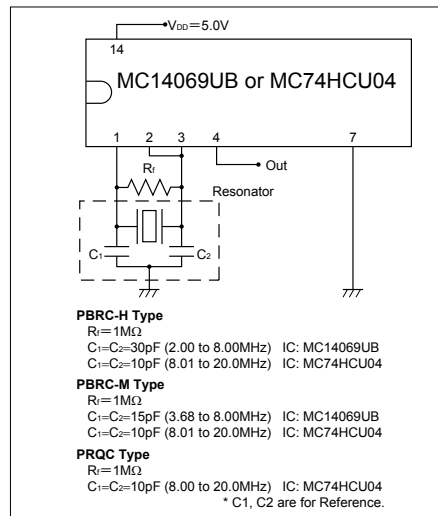 VDD=5.0V
14
MC14069UB or MC74HCU04
1 2 3 4 7
Out
Rf
Resonator
C1 C2
PBRC-H Type
Rf=1MΩ
C1=C2=30pF (2.00 to 8.00MHz) IC: MC14069UB
C1=C2=10pF (8.01 to 20.0MHz) IC: MC74HCU04
PBRC-M Type
Rf=1MΩ
C1=C2=15pF (3.68 to 8.00MHz) IC: MC14069UB
C1=C2=10pF (8.01 to 20.0MHz) IC: MC74HCU04
PRQC Type
Rf=1MΩ
C1=C2=10pF (8.00 to 20.0MHz) IC: MC74HCU04
* C1, C2 are for Reference.